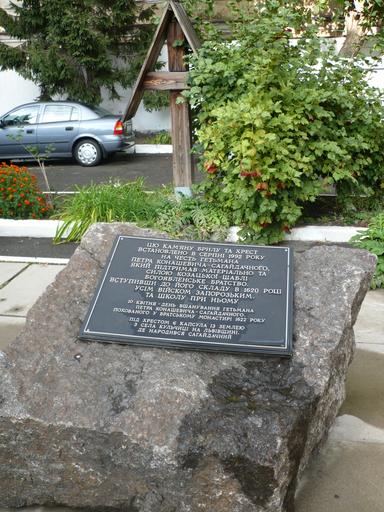 ЦЮ КАМ'ЯНУ БРИЛУ ТА ХРЕСТ
ВСТАНОВЛЕНО В СЕРПНІ 1992 РОКУ
НА ЧЕСТЬ ГЕТЬМАНА
ПЕТРА КОНАШЕВИЧА-САГАЙДАЧНОГО,
ЯКИЙ ПІДТРИМАВ МАТЕРІАЛЬНО ТА
СИЛОЮ КОЗАЦЬКОЇ ШАБЛІ
БОГОЯВЛЕНСЬКЕ БРАТСТВО,
ВСТУПИВШИ ДО ЙОГО СКЛАДУ В 1620 РОЦІ
УСІМ ВІЙСКОМ ЗАПОРОЗЬКИМ,
ТА ШКОЛУ ПРИ НЬОМУ
20 КВІТНЯ - ДЕНЬ ВШАНУВАННЯ ГЕТЬМАНА
ПЕТРА КОНАШЕВИЧА-САГАЙДАЧНОГО,
ПОХОВАНОГО У БРАТСЬКОМУ МОНАСТИРІ 1622 РОКУ
ПІД ХРЕСТОМ Є КАПСУЛА ІЗ ЗЕМЛЕЮ
З СЕЛА КУЛЬЧИЦІ НА ЛЬВІВЩИНІ,
ДЕ НАРОДИВСЯ САГАЙДАЧНИЙ